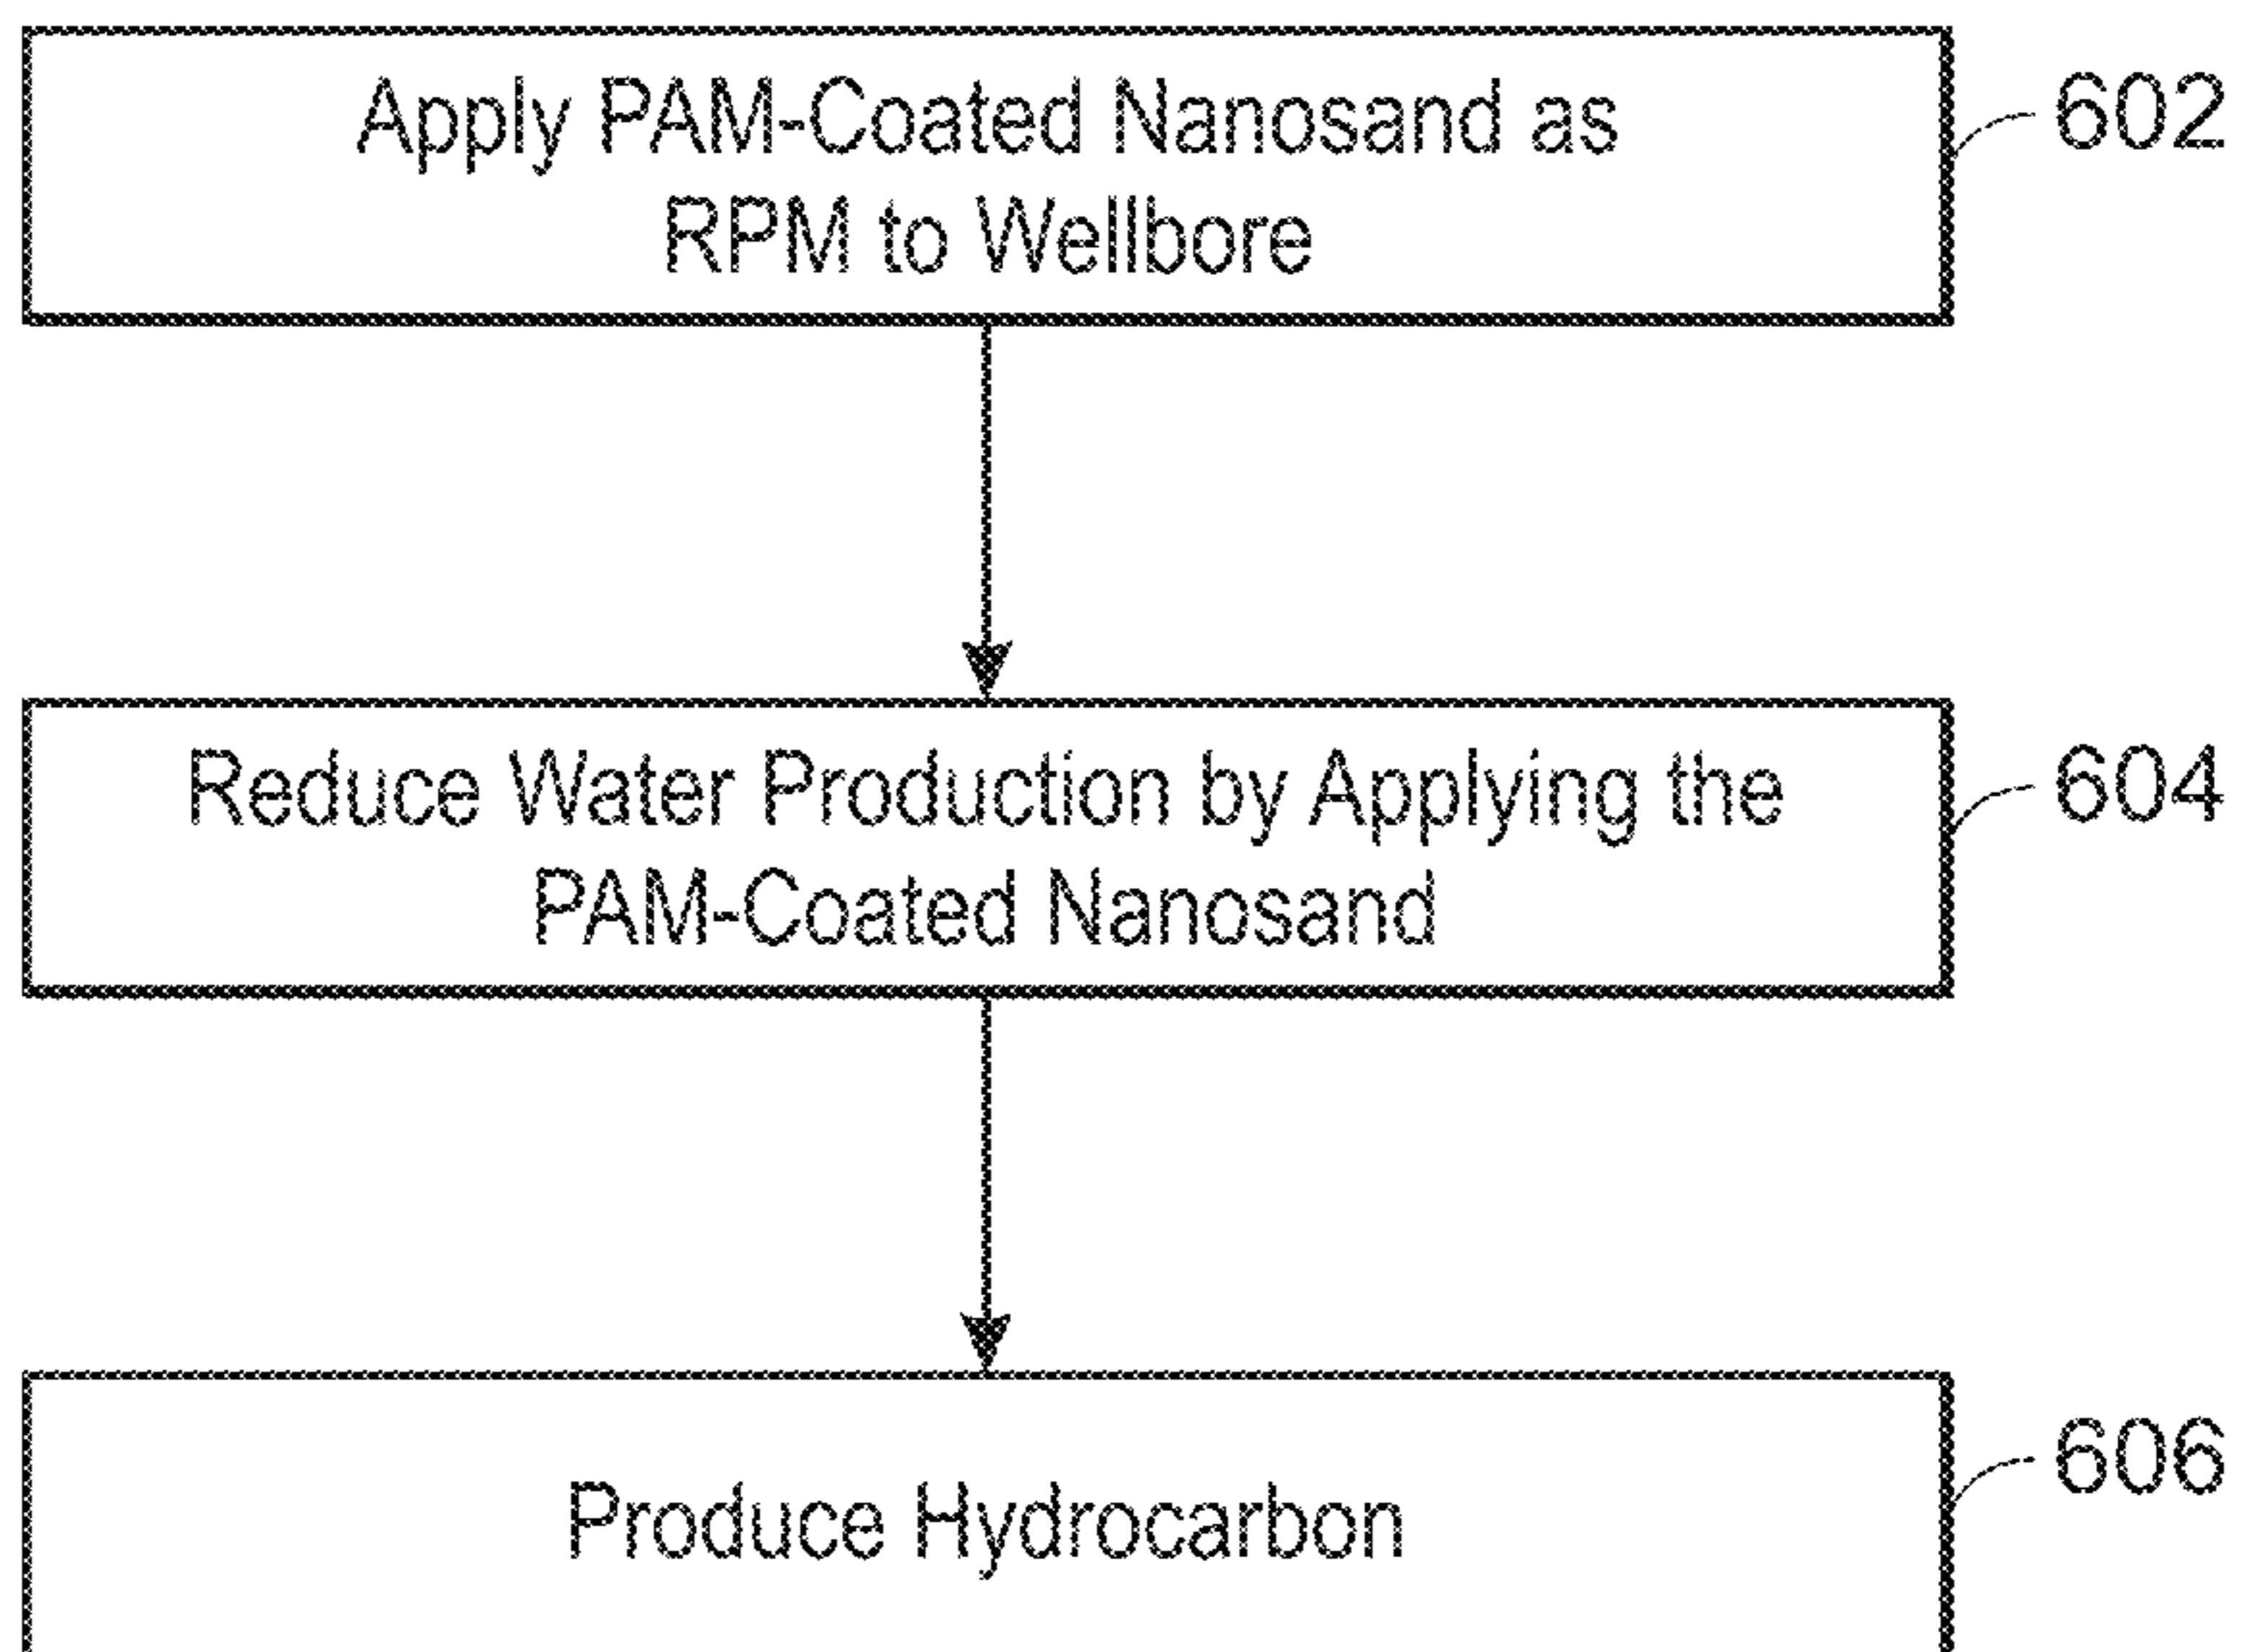 Apply PAM-Coated Nanosand as
RPM to Wellbore
602
Reduce Water Production by Applying the
PAM-Coated Nanosand
604
Produce Hydrocarbon
606